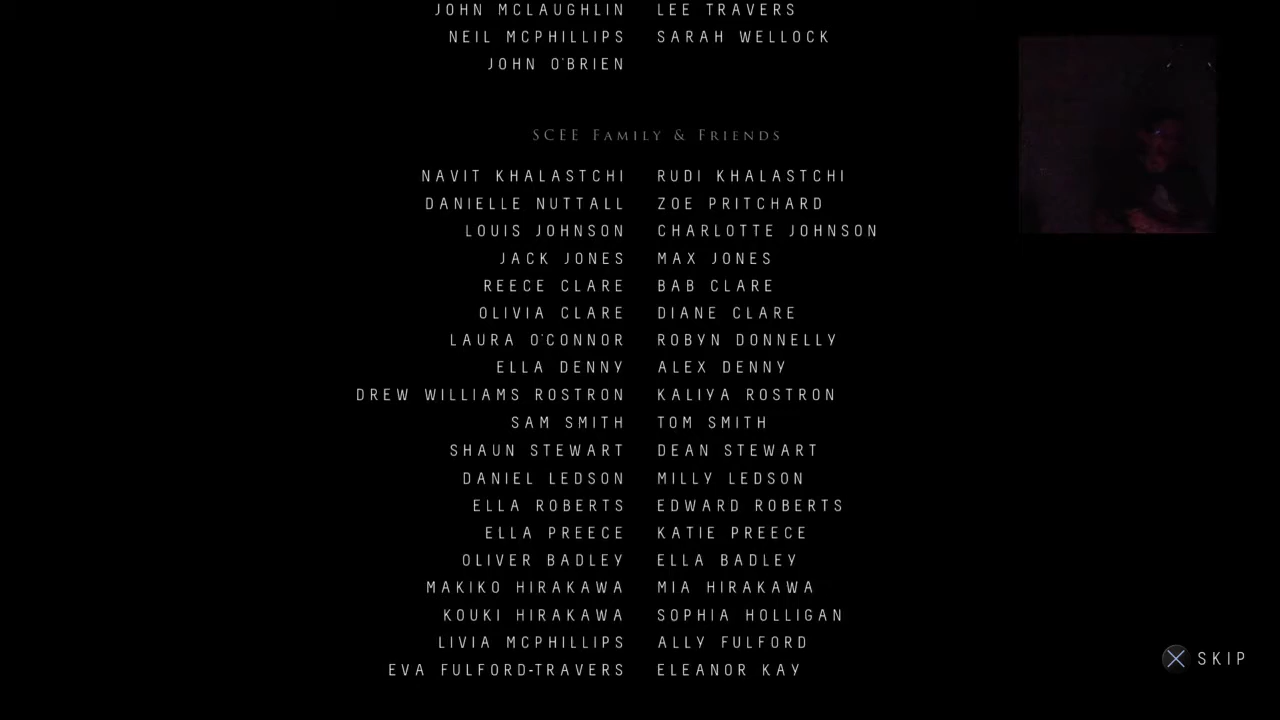 JOHN MCLAUGHLIN LEE TRAVERS
NEIL MCPHILLIPS SARAH WELLOCK
JOHN O'BRIEN
SCEE FAMILY & FRIENDS
NAVIT KHALASTCHI RUDI KHALASTCHI
DANIELLE NUTTALL ZOE PRITCHARD
LOUIS JOHNSON CHARLOTTE JOHNSON
JACK JONES MAX JONES
REECE CLARE BAB CLARE
OLIVIA CLARE DIANE CLARE
LAURA O'CONNOR ROBYN DONNELLY
ELLA DENNY ALEX DENNY
DREW WILLIAMS ROSTRON KALIYA ROSTRON
SAM SMITH TOM SMITH
SHAUN STEWART DEAN STEWART
DANIEL LEDSON MILLY LEDSON
ELLA ROBERTS EDWARD ROBERTS
ELLA PREECE KATIE PREECE
OLIVER BADLEY ELLA BADLEY
MAKIKO HIRAKAWA MIA HIRAKAWA
KOUKI HIRAKAWA SOPHIA HOLLIGAN
LIVIA MCPHILLIPS ALLY FULFORD
EVA FULFORD-TRAVERS ELEANOR KAY
SKIP